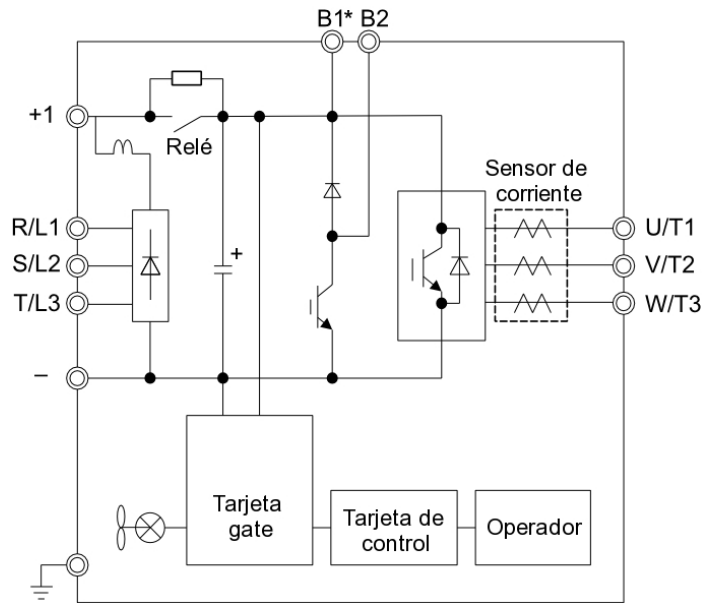 B1* B2
+1
Relé
Sensor de
corriente
R/L1
U/T1
S/L2
V/T2
+
T/L3
W/T3
–
Tarjeta
gate
Tarjeta de
control
Operador